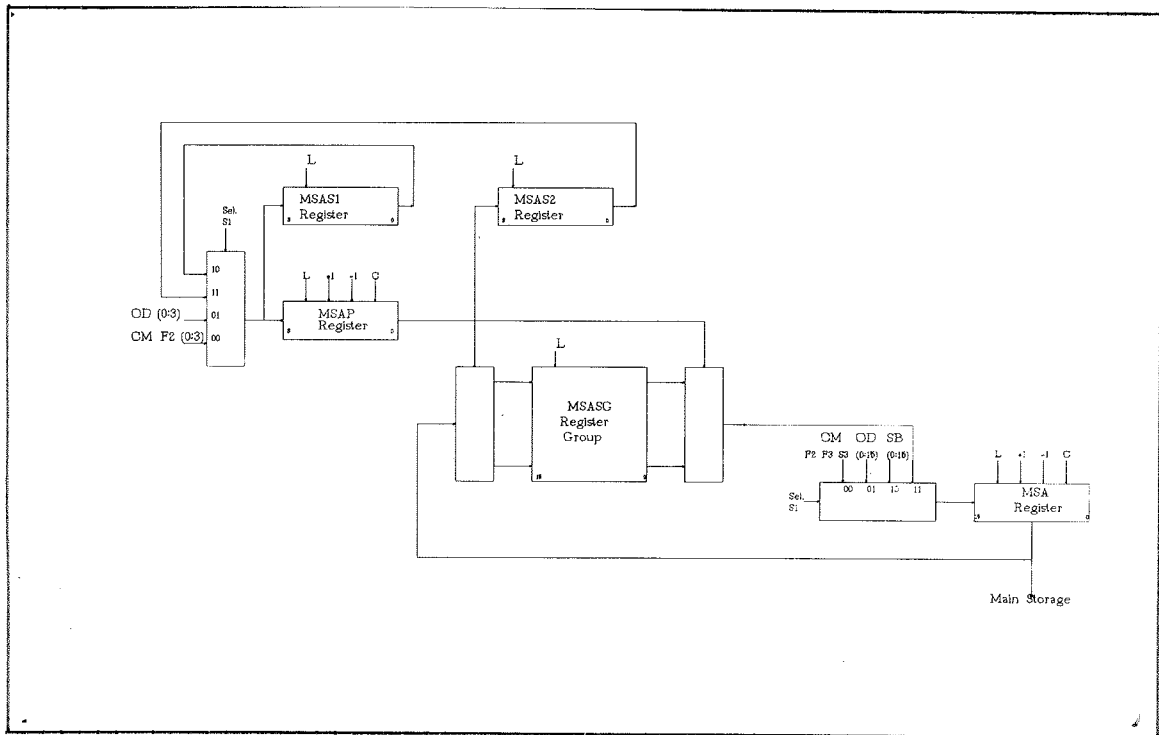 L
L
MSAS1
Register
MSAS2
Register
Sel.
S1
10
11
01
00
OD (0:3)
CM F2 (0:3)
L +1 -1 C
MSAP
Register
L
MSASG
Register
Group
CM OD SB
F2 F3 S3 (0:15) (0:15)
00 01 10 11
Sel.
S1
L +1 -1 C
MSA
Register
Main Storage